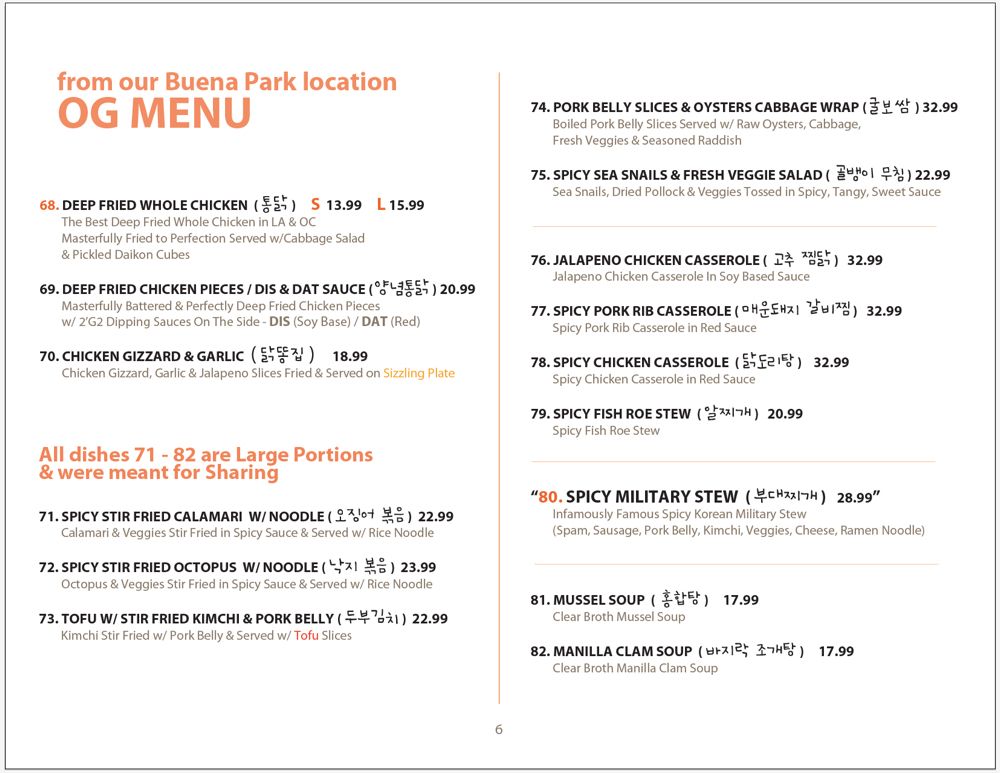 from our Buena Park location
OG MENU
68. DEEP FRIED WHOLE CHICKEN (통닭) S 13.99 L 15.99
The Best Deep Fried Whole Chicken in LA & OC
Masterfully Fried to Perfection Served w/Cabbage Salad
& Pickled Daikon Cubes
69. DEEP FRIED CHICKEN PIECES / DIS & DAT SAUCE (양념통닭) 20.99
Masterfully Battered & Perfectly Deep Fried Chicken Pieces
w/ 2'G2 Dipping Sauces On The Side - DIS (Soy Base) / DAT (Red)
70. CHICKEN GIZZARD & GARLIC (닭똥집) 18.99
Chicken Gizzard, Garlic & Jalapeno Slices Fried & Served on Sizzling Plate
All dishes 71 - 82 are Large Portions
& were meant for Sharing
71. SPICY STIR FRIED CALAMARI W/ NOODLE (오징어 볶음) 22.99
Calamari & Veggies Stir Fried in Spicy Sauce & Served w/ Rice Noodle
72. SPICY STIR FRIED OCTOPUS W/ NOODLE (낙지 볶음) 23.99
Octopus & Veggies Stir Fried in Spicy Sauce & Served w/ Rice Noodle
73. TOFU W/ STIR FRIED KIMCHI & PORK BELLY (두부김치) 22.99
Kimchi Stir Fried w/ Pork Belly & Served w/ Tofu Slices
74. PORK BELLY SLICES & OYSTERS CABBAGE WRAP (굴보쌈) 32.99
Boiled Pork Belly Slices Served w/ Raw Oysters, Cabbage,
Fresh Veggies & Seasoned Raddish
75. SPICY SEA SNAILS & FRESH VEGGIE SALAD (골뱅이 무침) 22.99
Sea Snails, Dried Pollock & Veggies Tossed in Spicy, Tangy, Sweet Sauce
76. JALAPENO CHICKEN CASSEROLE (고추 찜닭) 32.99
Jalapeno Chicken Casserole In Soy Based Sauce
77. SPICY PORK RIB CASSEROLE (매운돼지 갈비찜) 32.99
Spicy Pork Rib Casserole in Red Sauce
78. SPICY CHICKEN CASSEROLE (닭도리탕) 32.99
Spicy Chicken Casserole in Red Sauce
79. SPICY FISH ROE STEW (알찌개) 20.99
Spicy Fish Roe Stew
“80. SPICY MILITARY STEW (부대찌개) 28.99”
Infamously Famous Spicy Korean Military Stew
(Spam, Sausage, Pork Belly, Kimchi, Veggies, Cheese, Ramen Noodle)
81. MUSSEL SOUP (홍합탕) 17.99
Clear Broth Mussel Soup
82. MANILLA CLAM SOUP (바지락 조개탕) 17.99
Clear Broth Manilla Clam Soup
6